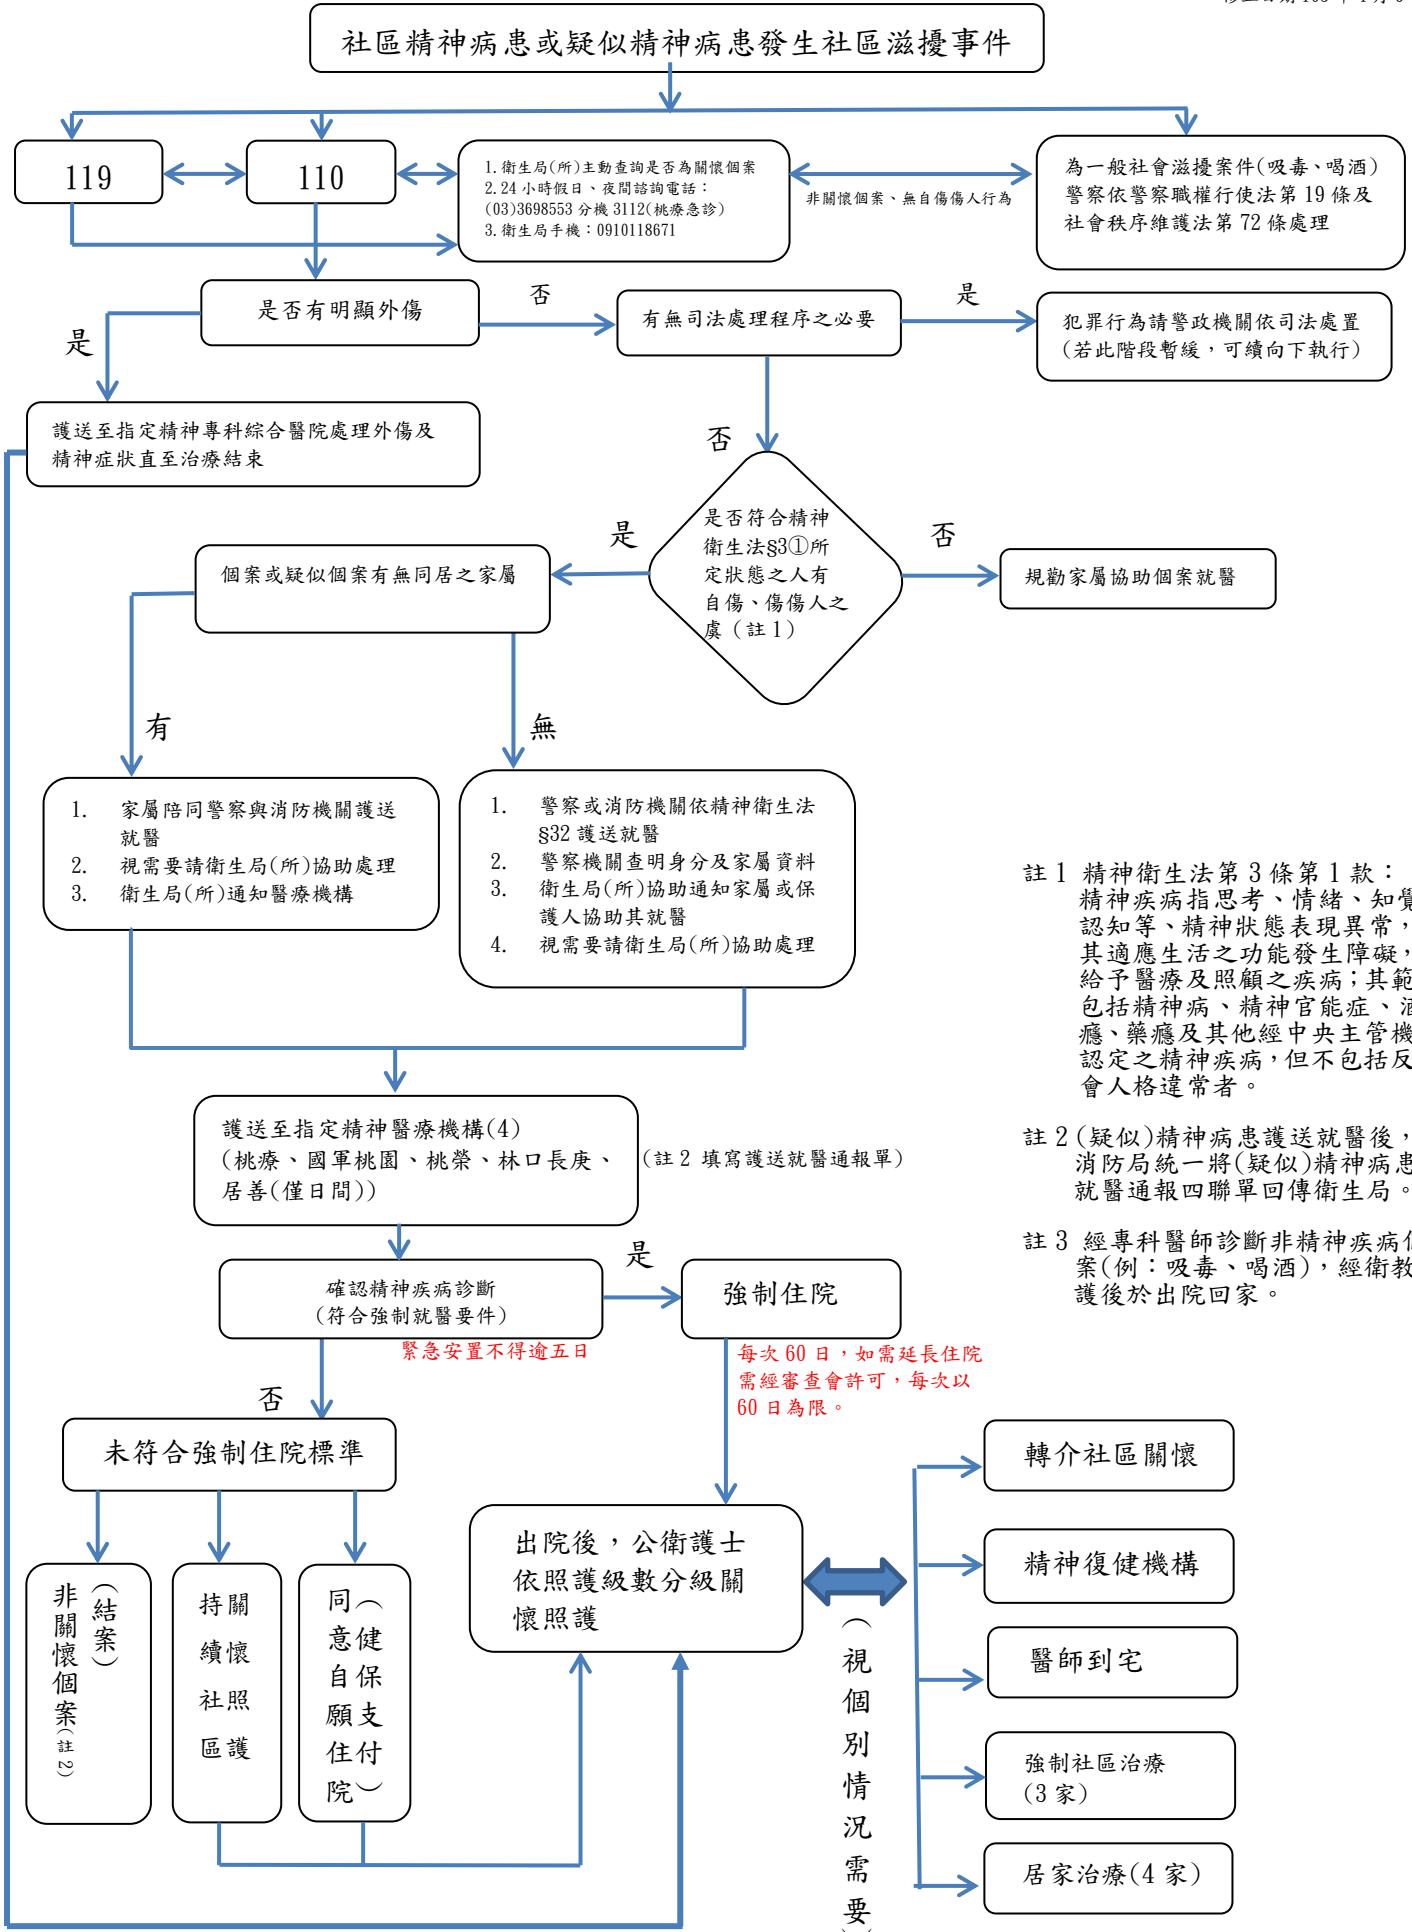 社區精神病患或疑似精神病患發生社區滋擾事件
119
110
1.衛生局(所)主動查詢是否為關懷個案
2.24 小時假日、夜間諮詢電話：
(03)3698553 分機 3112(桃療急診)
3.衛生局手機：0910118671
非關懷個案、無自傷傷人行為
為一般社會滋擾案件(吸毒、喝酒)
警察依警察職權行使法第 19 條及
社會秩序維護法第 72 條處理
是否有明顯外傷
否
有無司法處理程序之必要
是
犯罪行為請警政機關依司法處置
(若此階段暫緩，可續向下執行)
是
護送至指定精神專科綜合醫院處理外傷及
精神症狀直至治療結束
否
是否符合精神
衛生法§3①所
定狀態之人有
自傷、傷傷人之
虞（註 1）
是
否
個案或疑似個案有無同居之家屬
規勸家屬協助個案就醫
有
無
1. 家屬陪同警察與消防機關護送
就醫
2. 視需要請衛生局(所)協助處理
3. 衛生局(所)通知醫療機構
1. 警察或消防機關依精神衛生法
§32 護送就醫
2. 警察機關查明身分及家屬資料
3. 衛生局(所)協助通知家屬或保
護人協助其就醫
4. 視需要請衛生局(所)協助處理
註 1 精神衛生法第 3 條第 1 款：
精神疾病指思考、情緒、知覺
認知等、精神狀態表現異常，
其適應生活之功能發生障礙，
給予醫療及照顧之疾病；其範
包括精神病、精神官能症、酒
癮、藥癮及其他經中央主管機
認定之精神疾病，但不包括反
會人格違常者。
註 2 (疑似)精神病患護送就醫後，
消防局統一將(疑似)精神病患
就醫通報四聯單回傳衛生局。
註 3 經專科醫師診斷非精神疾病個
案(例：吸毒、喝酒)，經衛教
護後於出院回家。
護送至指定精神醫療機構(4)
(桃療、國軍桃園、桃榮、林口長庚、
居善(僅日間))
(註 2 填寫護送就醫通報單)
確認精神疾病診斷
(符合強制就醫要件)
是
強制住院
緊急安置不得逾五日
每次 60 日，如需延長住院
需經審查會許可，每次以
60 日為限。
否
未符合強制住院標準
非關懷個案(註 2)
(結案)
持續社區
關懷照護
同意自願住院
(健保支付)
出院後，公衛護士
依照護級數分級關
懷照護
(視個別情況需要
轉介社區關懷
精神復健機構
醫師到宅
強制社區治療
(3 家)
居家治療(4 家)